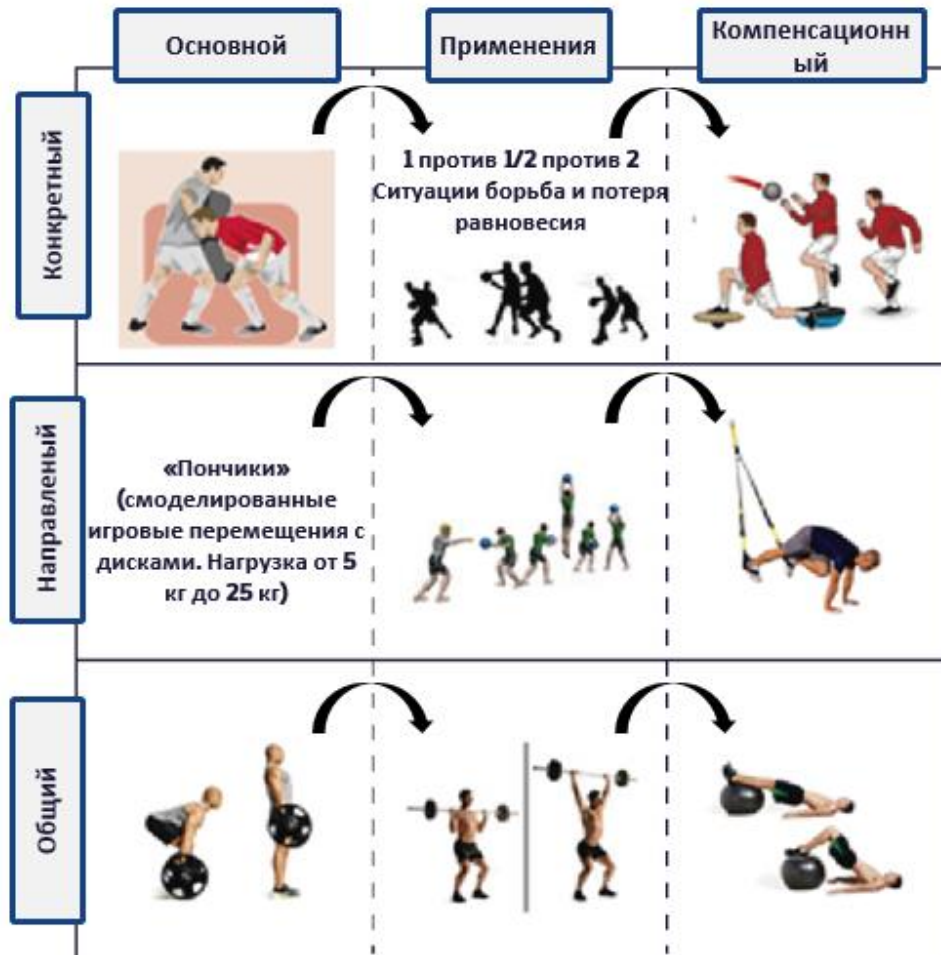 Основной
Применения
Компенсационн
ый
Конкретный
1 против 1/2 против 2
Ситуации борьба и потеря
равновесия
Направленый
«Пончики»
(смоделированные
игровые перемещения с
дисками. Нагрузка от 5
кг до 25 кг)
Общий